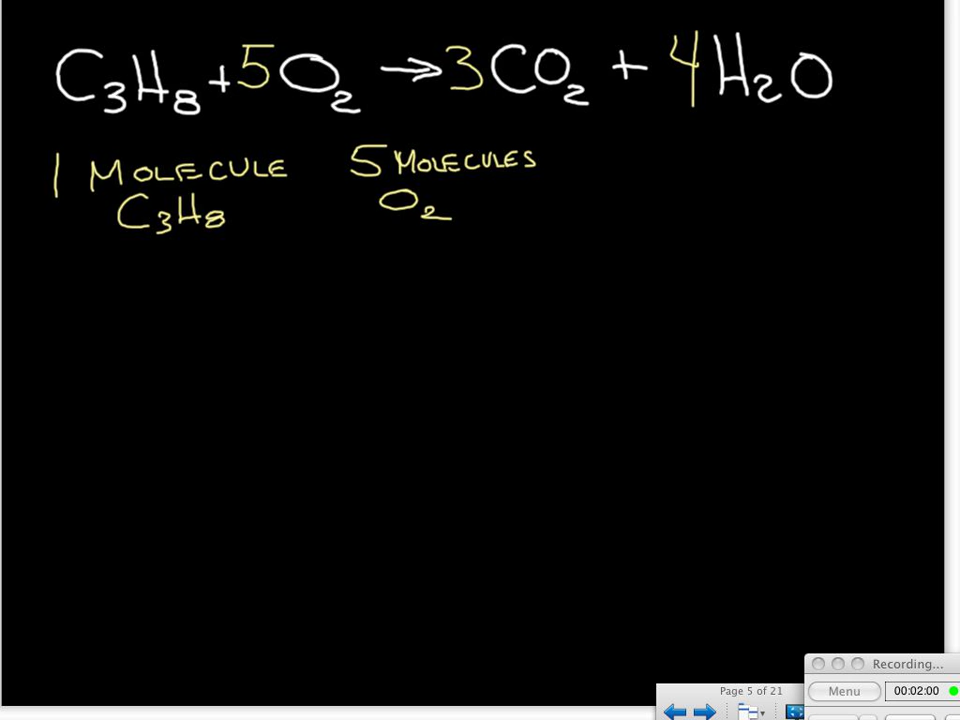 C₃H₈ + 5O₂ → 3CO₂ + 4H₂O
1 MOLECULE 5 MOLECULES
C₃H₈ O₂
Recording...
Page 5 of 21
Menu 00:02:00